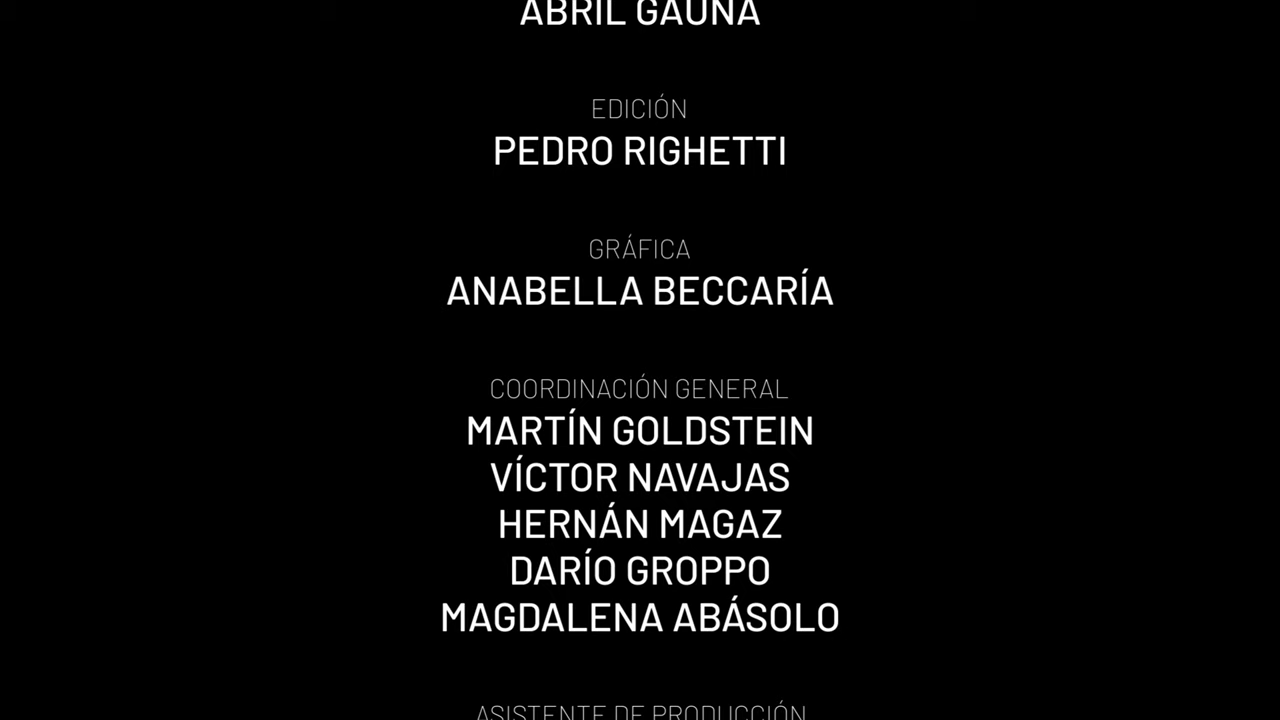 ABRIL GAUNA
EDICIÓN
PEDRO RIGHETTI
GRÁFICA
ANABELLA BECCARÍA
COORDINACIÓN GENERAL
MARTÍN GOLDSTEIN
VÍCTOR NAVAJAS
HERNÁN MAGAZ
DARÍO GROPPO
MAGDALENA ABÁSOLO
ASISTENTE DE PRODUCCIÓN